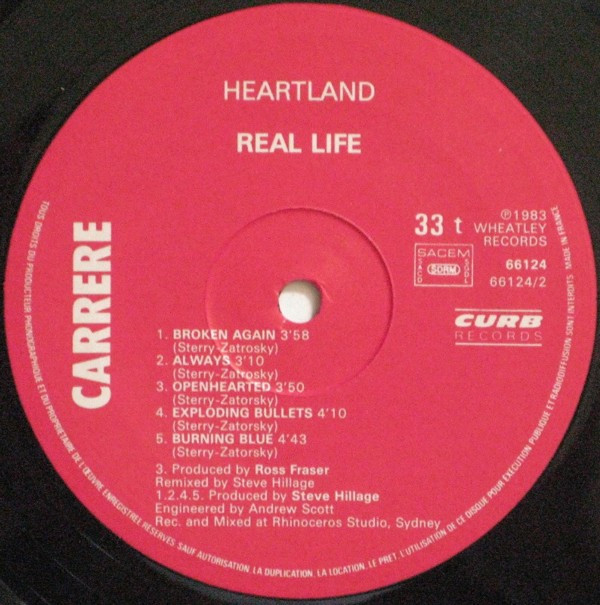 HEARTLAND
REAL LIFE
CARRERE
33 t
℗1983
WHEATLEY
RECORDS
SACEM
SACD
SDRM
SGDL
66124
66124/2
CURB
RECORDS
1. BROKEN AGAIN 3'58
(Sterry-Zatrosky)
2. ALWAYS 3'10
(Sterry-Zatorsky)
3. OPENHEARTED 3'50
(Sterry-Zatorsky)
4. EXPLODING BULLETS 4'10
(Sterry-Zatorsky)
5. BURNING BLUE 4'43
(Sterry-Zatorsky)
3. Produced by Ross Fraser
Remixed by Steve Hillage
1.2.4.5. Produced by Steve Hillage
Engineered by Andrew Scott
Rec. and Mixed at Rhinoceros Studio, Sydney
TOUS DROITS DU PRODUCTEUR PHONOGRAPHIQUE ET DU PROPRIETAIRE DE L'ŒUVRE ENREGISTREE RESERVES. SAUF AUTORISATION, LA DUPLICATION, LA LOCATION, LE PRET, L'UTILISATION DE CE DISQUE POUR EXECUTION PUBLIQUE ET RADIODIFFUSION SONT INTERDITS. MADE IN FRANCE.